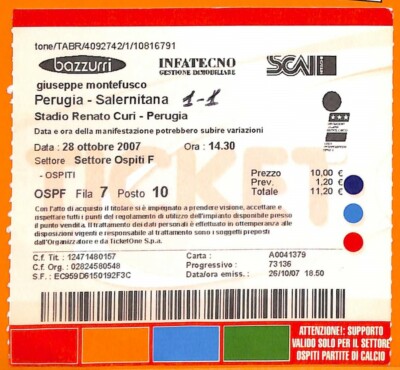 tone/TABR/4092742/1/10816791
bazzurri
INFATECNO
GESTIONE IMMOBILIARE
SCAI
giuseppe montefusco
Perugia - Salernitana 1-1
Stadio Renato Curi - Perugia
Data e ora della manifestazione potrebbero subire variazioni
Data : 28 ottobre 2007 Ora : 14.30
Settore Settore Ospiti F
- OSPITI
OSPF Fila 7 Posto 10
Prezzo 10,00 €
Prev. 1,20 €
Totale 11,20 €
TICKET
Con l'atto di acquisto il titolare si è impegnato a prendere visione, accettare e
rispettare tutti i punti del regolamento di utilizzo dell'impianto disponibile presso
il punto vendita. Il trattamento dei dati personali è effettuato in ottemperanza alle
disposizioni vigenti e responsabile al trattamento sono i soggetti preposti
dall'Organizzatore e da TicketOne S.p.a.
C.f. Tit. : 12471480157 Carta : A0041379
C.f. Org. : 02824580548 Progressivo : 73136
S.F. : EC959D6150192F3C Data/ora emiss. : 26/10/07 18.50
ATTENZIONE: SUPPORTO
VALIDO SOLO PER IL SETTORE
OSPITI PARTITE DI CALCIO